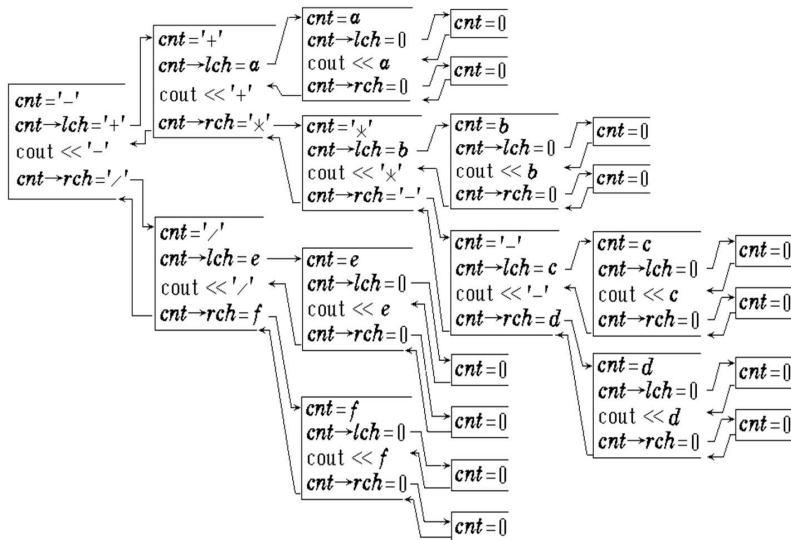 cnt='-'
cnt→lch='+'
cout << '-'
cnt→rch='/'
cnt='+'
cnt→lch=a
cout << '+'
cnt→rch='*'
cnt=a
cnt→lch=0
cout << a
cnt→rch=0
cnt=0
cnt=0
cnt='*'
cnt→lch=b
cout << '*'
cnt→rch='-'
cnt=b
cnt→lch=0
cout << b
cnt→rch=0
cnt=0
cnt=0
cnt='-'
cnt→lch=c
cout << '-'
cnt→rch=d
cnt=c
cnt→lch=0
cout << c
cnt→rch=0
cnt=0
cnt=0
cnt=d
cnt→lch=0
cout << d
cnt→rch=0
cnt=0
cnt=0
cnt='/'
cnt→lch=e
cout << '/'
cnt→rch=f
cnt=e
cnt→lch=0
cout << e
cnt→rch=0
cnt=0
cnt=0
cnt=f
cnt→lch=0
cout << f
cnt→rch=0
cnt=0
cnt=0